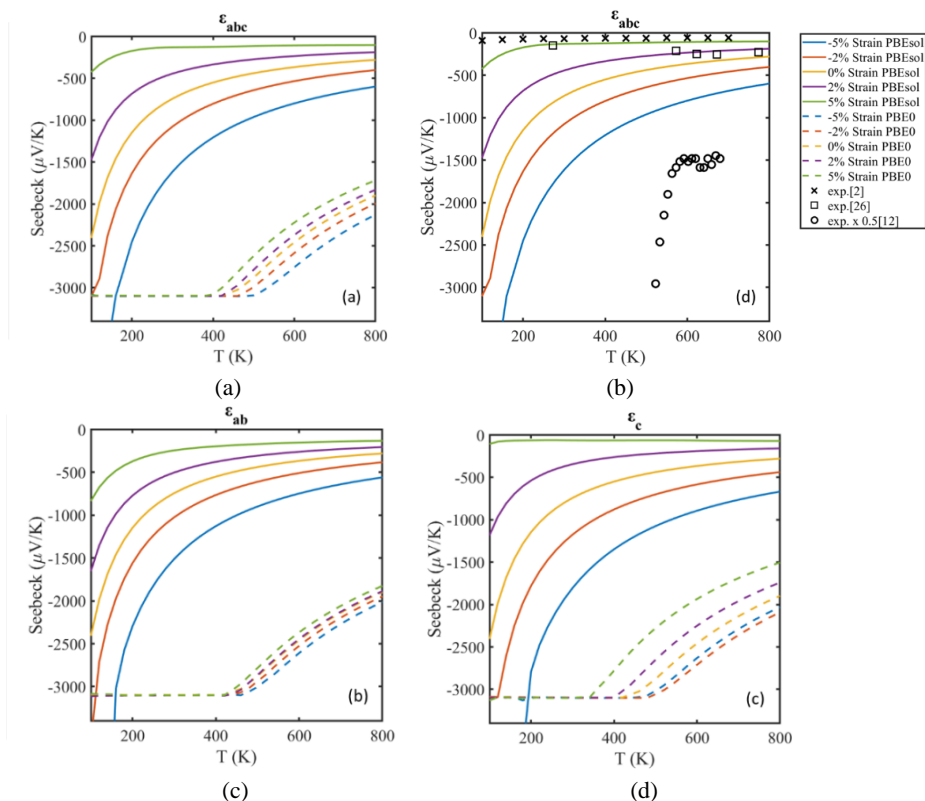 ε_abc
0
-500
-1000
-1500
-2000
-2500
-3000
Seebeck (μV/K)
200 400 600 800
T (K)
(a)
(a)
ε_abc
0
-500
-1000
-1500
-2000
-2500
-3000
Seebeck (μV/K)
200 400 600 800
T (K)
(d)
(b)
-5% Strain PBEsol
-2% Strain PBEsol
0% Strain PBEsol
2% Strain PBEsol
5% Strain PBEsol
-5% Strain PBE0
-2% Strain PBE0
0% Strain PBE0
2% Strain PBE0
5% Strain PBE0
exp.[2]
exp.[26]
exp. x 0.5[12]
ε_ab
0
-500
-1000
-1500
-2000
-2500
-3000
Seebeck (μV/K)
200 400 600 800
T (K)
(b)
(c)
ε_c
0
-500
-1000
-1500
-2000
-2500
-3000
Seebeck (μV/K)
200 400 600 800
T (K)
(c)
(d)